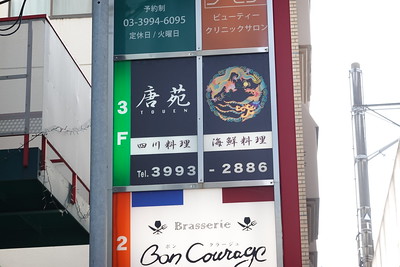 予約制
03-3994-6095
定休日 / 火曜日
ビューティー
クリニックサロン
3F
唐苑
TOUEN
四川料理
海鮮料理
Tel. 3993-2886
2
Brasserie
ボン クラージュ
Bon Courage